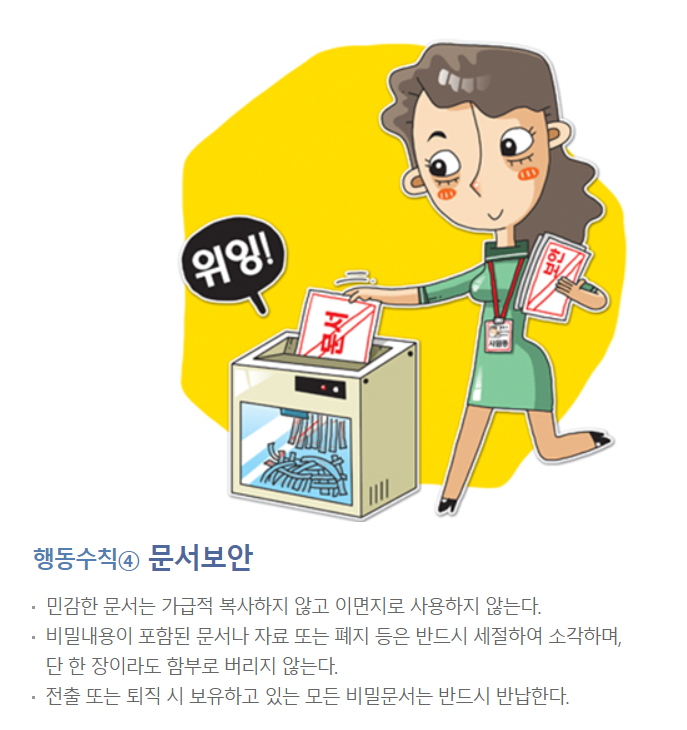 위잉!
문서
사원증
행동수칙④ 문서보안
· 민감한 문서는 가급적 복사하지 않고 이면지로 사용하지 않는다.
· 비밀내용이 포함된 문서나 자료 또는 폐지 등은 반드시 세절하여 소각하며,
단 한 장이라도 함부로 버리지 않는다.
· 전출 또는 퇴직 시 보유하고 있는 모든 비밀문서는 반드시 반납한다.